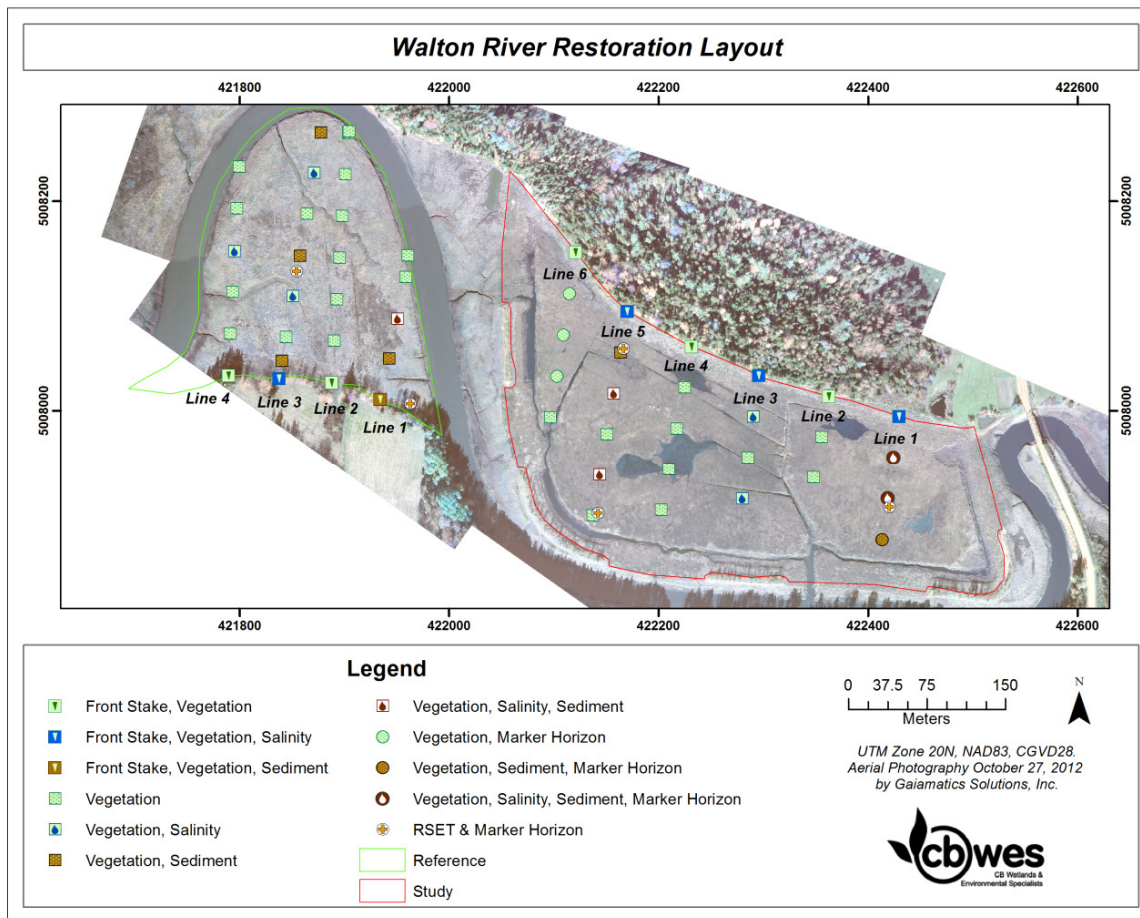 Walton River Restoration Layout
421800 422000 422200 422400 422600
5008200 5008200
Line 6
Line 5
Line 4
Line 3
Line 2
Line 1
Line 4
Line 3
Line 2
Line 1
5008000 5008000
421800 422000 422200 422400 422600
Legend
Front Stake, Vegetation
Front Stake, Vegetation, Salinity
Front Stake, Vegetation, Sediment
Vegetation
Vegetation, Salinity
Vegetation, Sediment
Vegetation, Salinity, Sediment
Vegetation, Marker Horizon
Vegetation, Sediment, Marker Horizon
Vegetation, Salinity, Sediment, Marker Horizon
RSET & Marker Horizon
Reference
Study
0 37.5 75 150
Meters
N
UTM Zone 20N, NAD83, CGVD28.
Aerial Photography October 27, 2012
by Gaiamatics Solutions, Inc.
cbwes
CB Wetlands &
Environmental Specialists